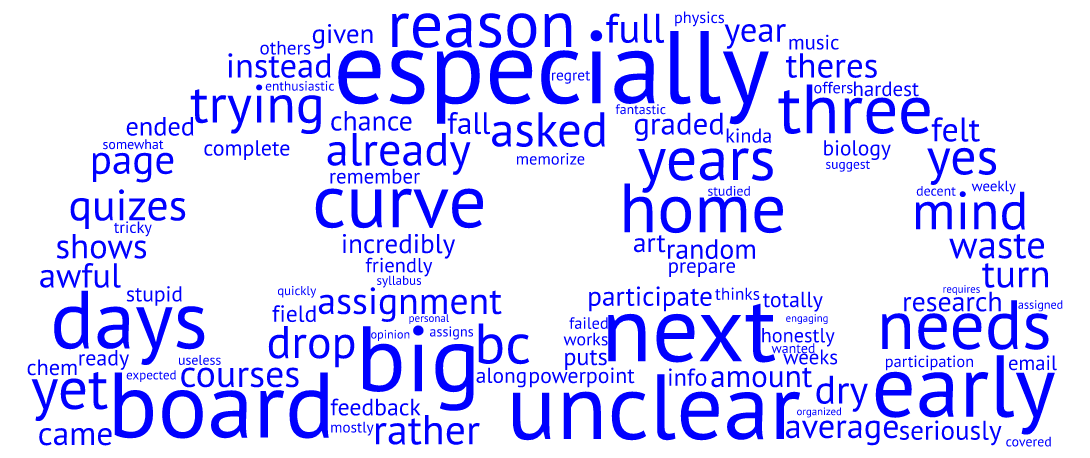 reason full physics year
given
others music
instead especially theres
regret
enthusiastic offers hardest
trying fantastic three
chance fall asked graded felt
ended kinda
somewhat complete already memorize years biology yes
page suggest
remember
quizes curve studied home decent weekly mind
tricky
shows incredibly art random waste
awful friendly prepare turn
syllabus
stupid quickly assignment participate thinks totally requires research assigned
days field personal failed next engaging needs
drop opinion big assigns bc works honestly
puts wanted weeks
chem ready useless participation email
yet expected courses along powerpoint info amount dry early
board feedback unclear organized
came mostly rather average seriously covered